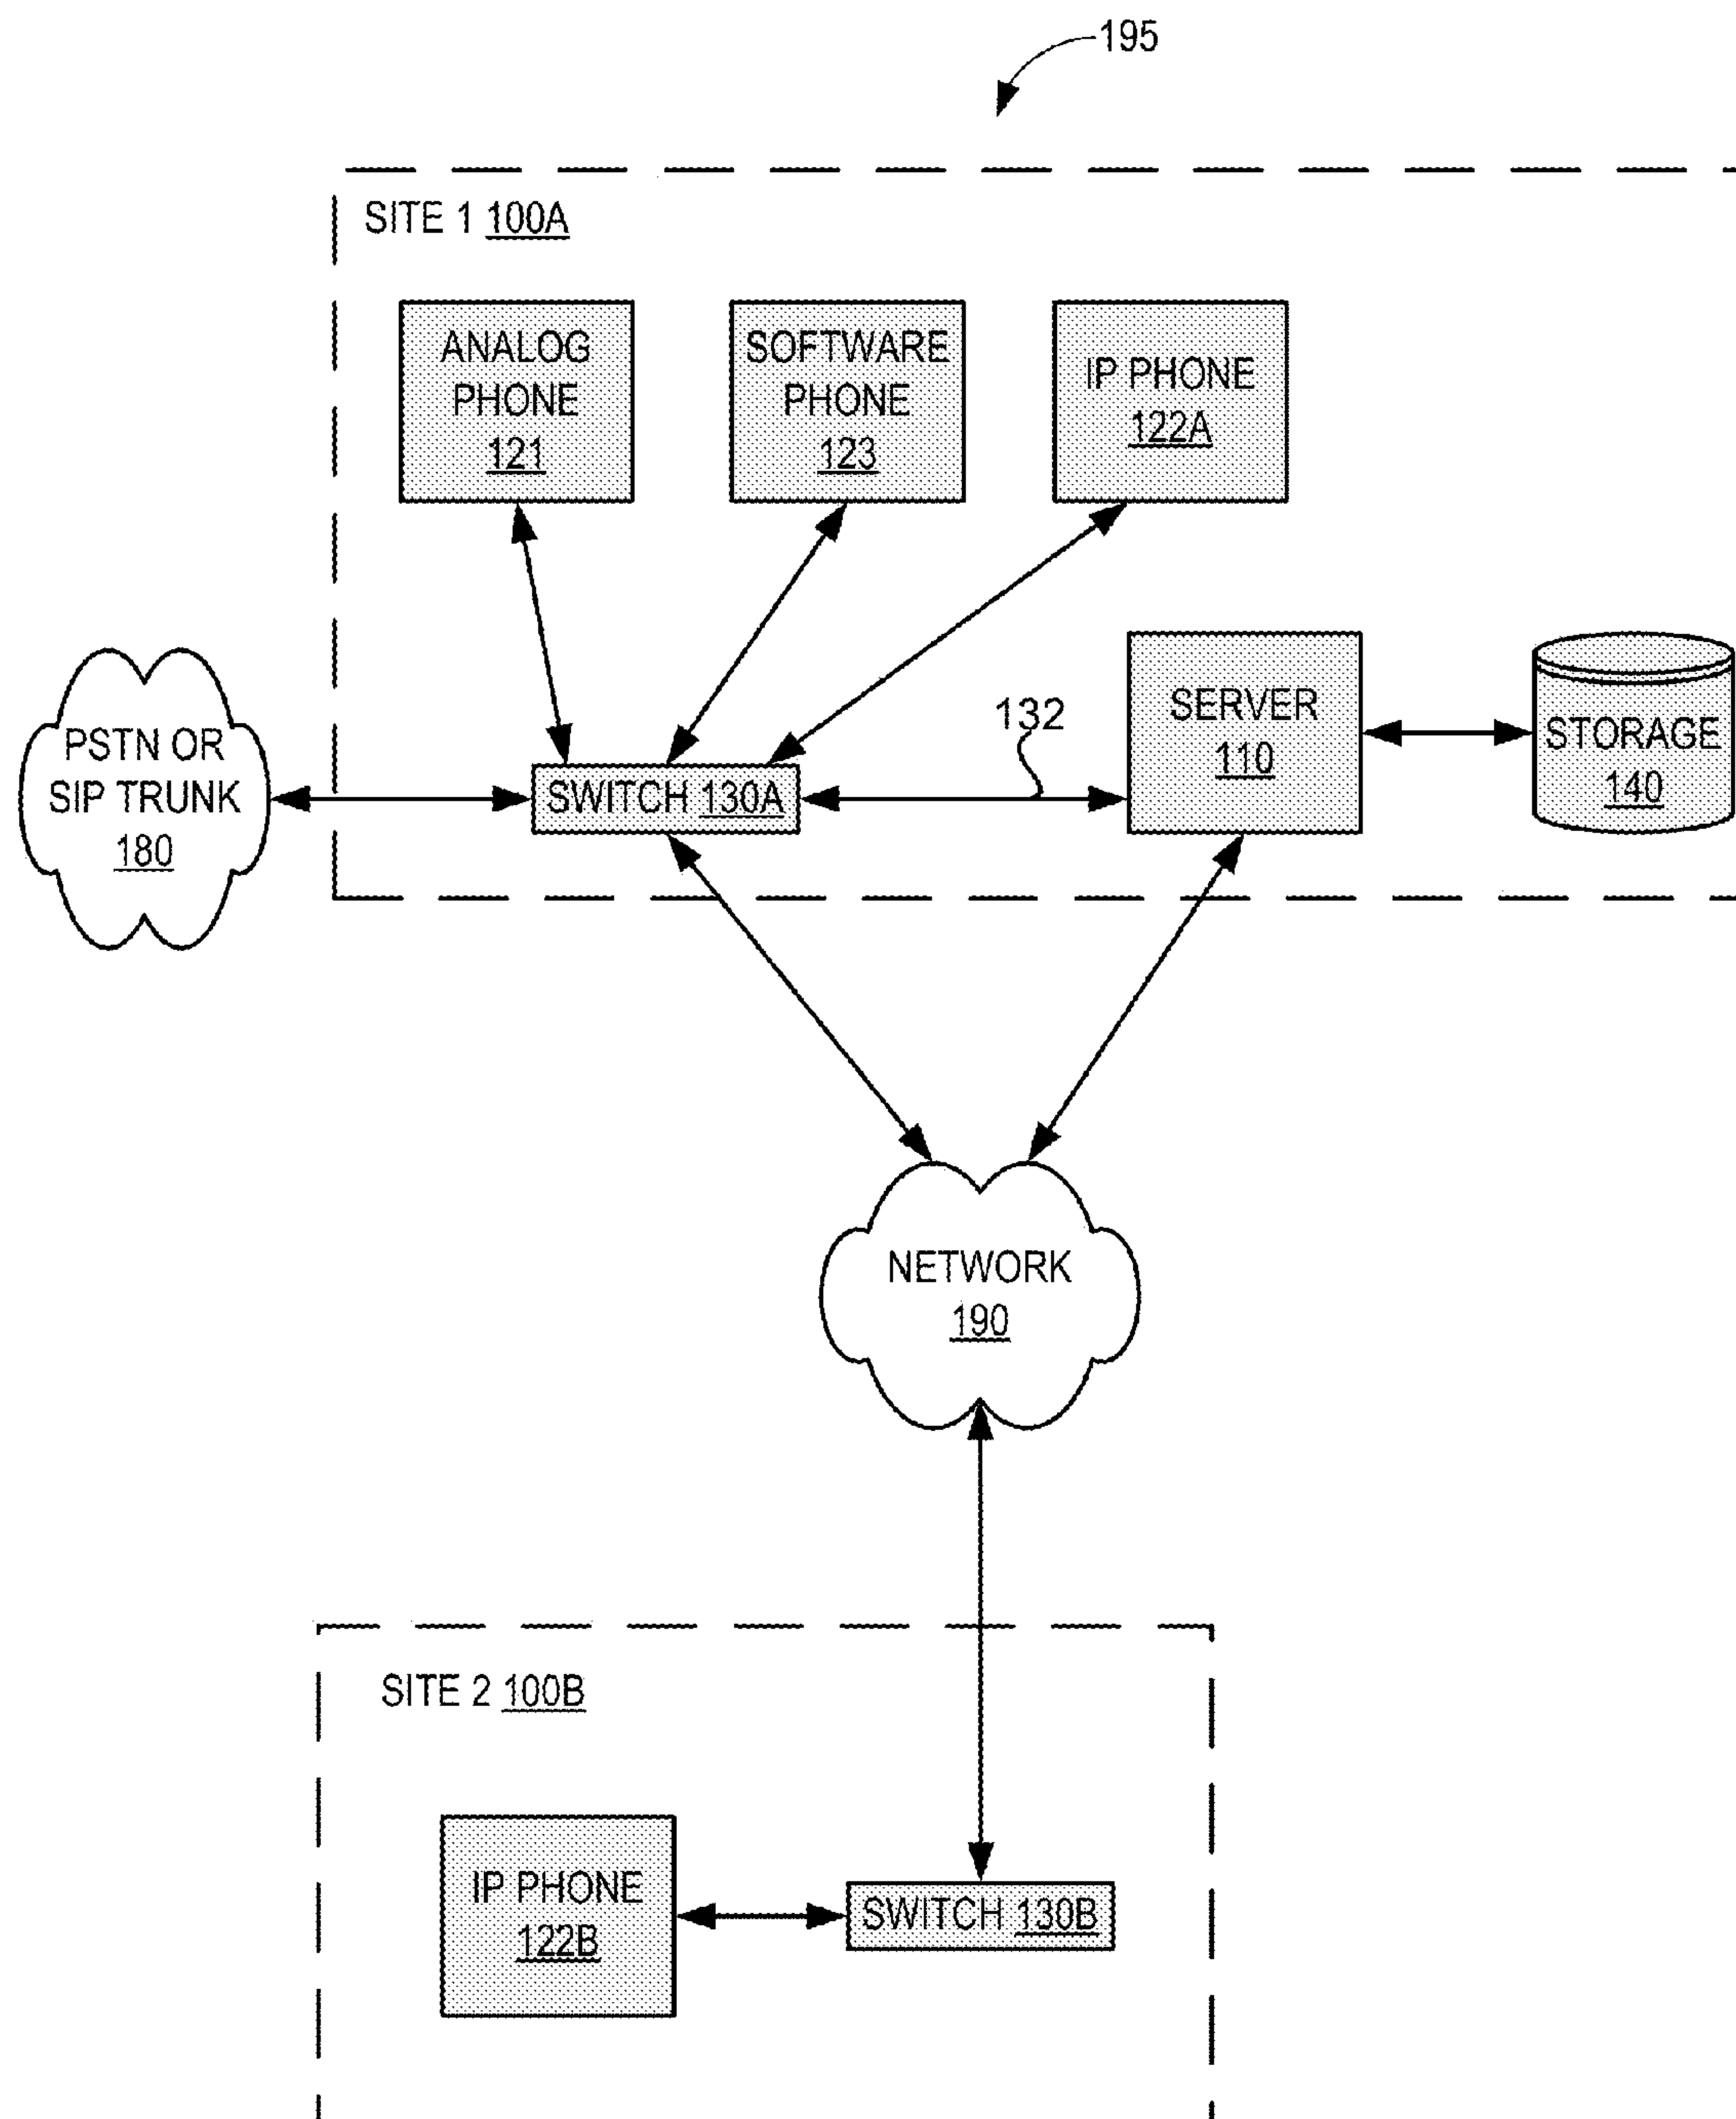 195
SITE 1 100A
ANALOG
PHONE
121
SOFTWARE
PHONE
123
IP PHONE
122A
PSTN OR
SIP TRUNK
180
SWITCH 130A
132
SERVER
110
STORAGE
140
NETWORK
190
SITE 2 100B
IP PHONE
122B
SWITCH 130B